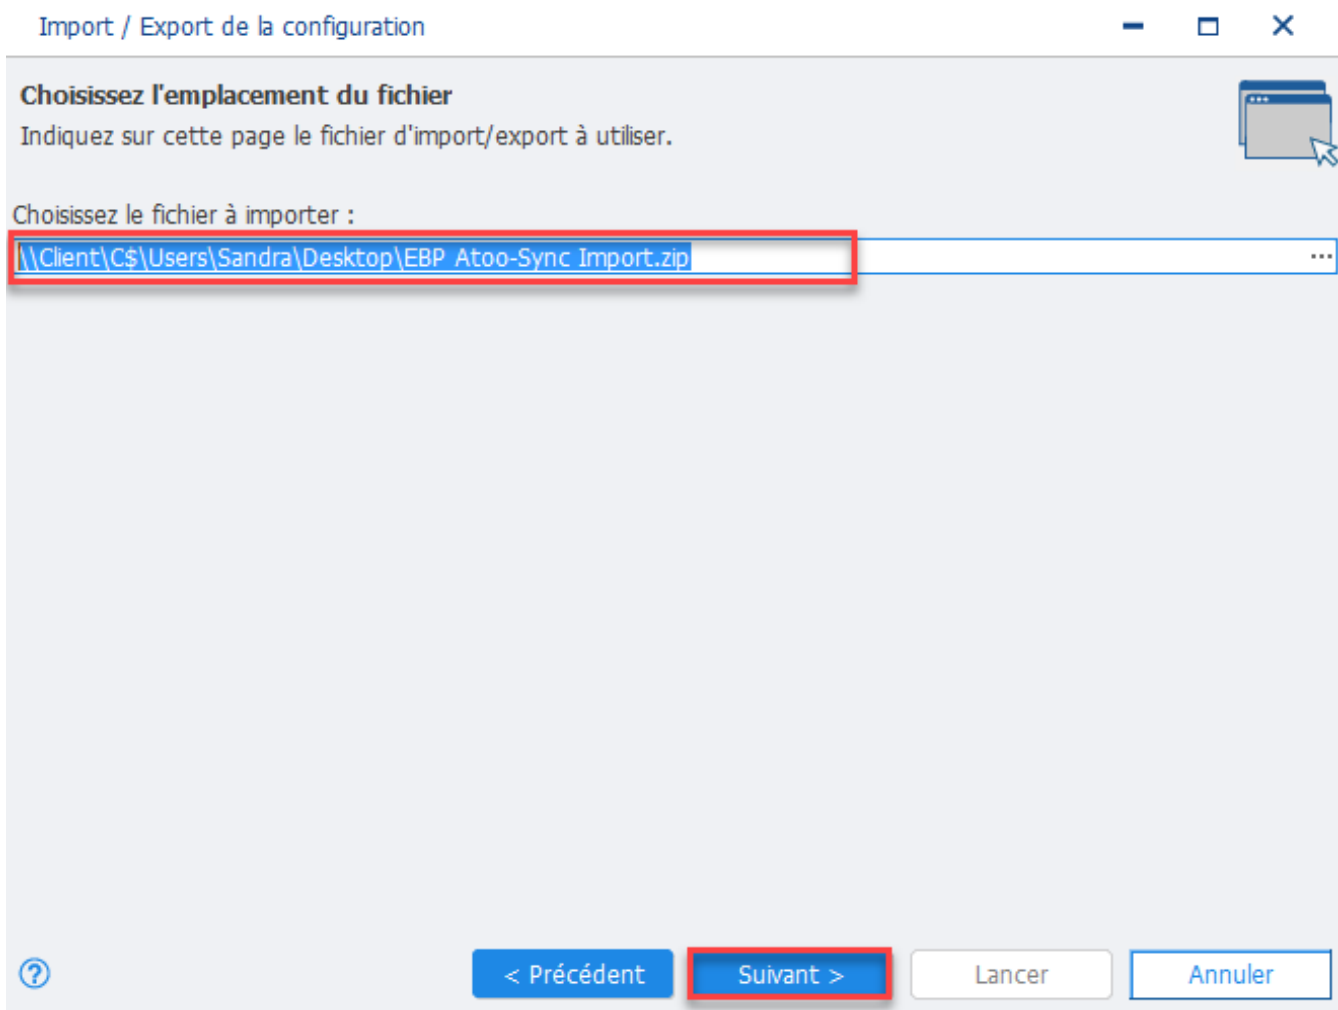 Import / Export de la configuration
Choisissez l'emplacement du fichier
Indiquez sur cette page le fichier d'import/export à utiliser.
Choisissez le fichier à importer :
\\Client\C$\Users\Sandra\Desktop\EBP Atoo-Sync Import.zip
...
?
< Précédent
Suivant >
Lancer
Annuler